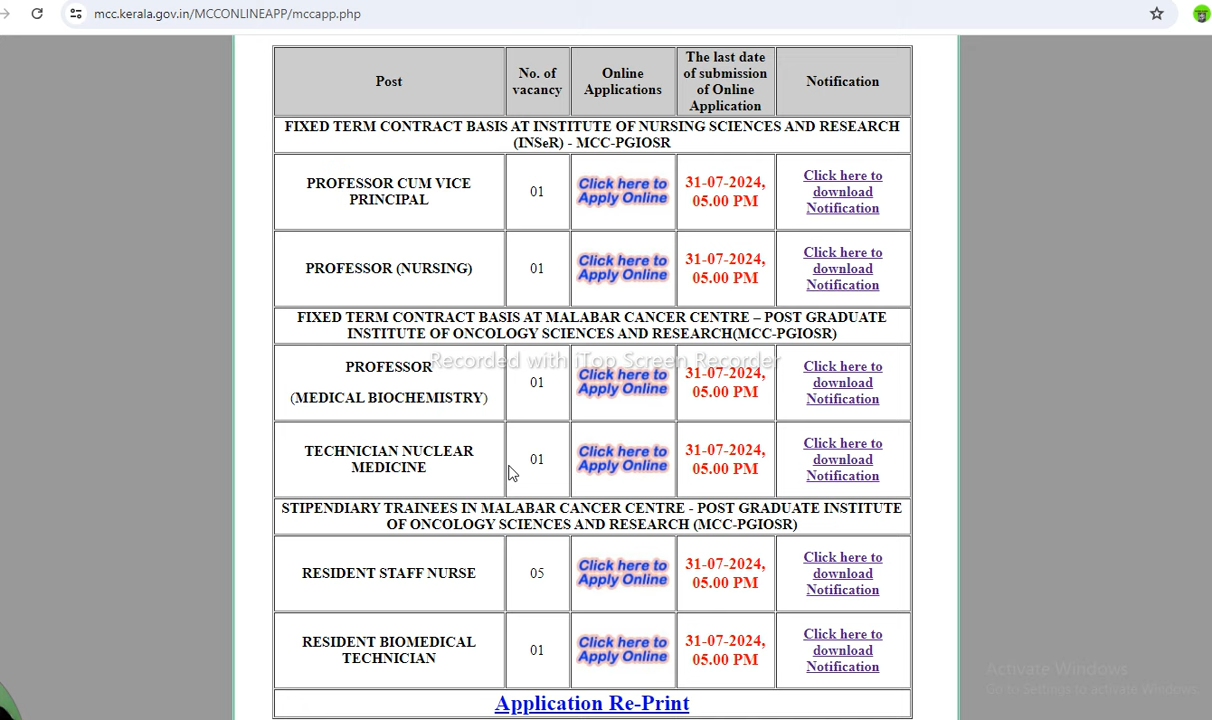 mcc.kerala.gov.in/MCCONLINEAPP/mccapp.php
Post
No. of
vacancy
Online
Applications
The last date
of submission
of Online
Application
Notification
FIXED TERM CONTRACT BASIS AT INSTITUTE OF NURSING SCIENCES AND RESEARCH
(INSeR) - MCC-PGIOSR
PROFESSOR CUM VICE
PRINCIPAL
01
Click here to
Apply Online
31-07-2024,
05.00 PM
Click here to
download
Notification
PROFESSOR (NURSING)
01
Click here to
Apply Online
31-07-2024,
05.00 PM
Click here to
download
Notification
FIXED TERM CONTRACT BASIS AT MALABAR CANCER CENTRE – POST GRADUATE
INSTITUTE OF ONCOLOGY SCIENCES AND RESEARCH(MCC-PGIOSR)
Recorded with iTop Screen Recorder
PROFESSOR
(MEDICAL BIOCHEMISTRY)
01
Click here to
Apply Online
31-07-2024,
05.00 PM
Click here to
download
Notification
TECHNICIAN NUCLEAR
MEDICINE
01
Click here to
Apply Online
31-07-2024,
05.00 PM
Click here to
download
Notification
STIPENDIARY TRAINEES IN MALABAR CANCER CENTRE - POST GRADUATE INSTITUTE
OF ONCOLOGY SCIENCES AND RESEARCH (MCC-PGIOSR)
RESIDENT STAFF NURSE
05
Click here to
Apply Online
31-07-2024,
05.00 PM
Click here to
download
Notification
RESIDENT BIOMEDICAL
TECHNICIAN
01
Click here to
Apply Online
31-07-2024,
05.00 PM
Click here to
download
Notification
Application Re-Print
Activate Windows
Go to Settings to activate Windows.